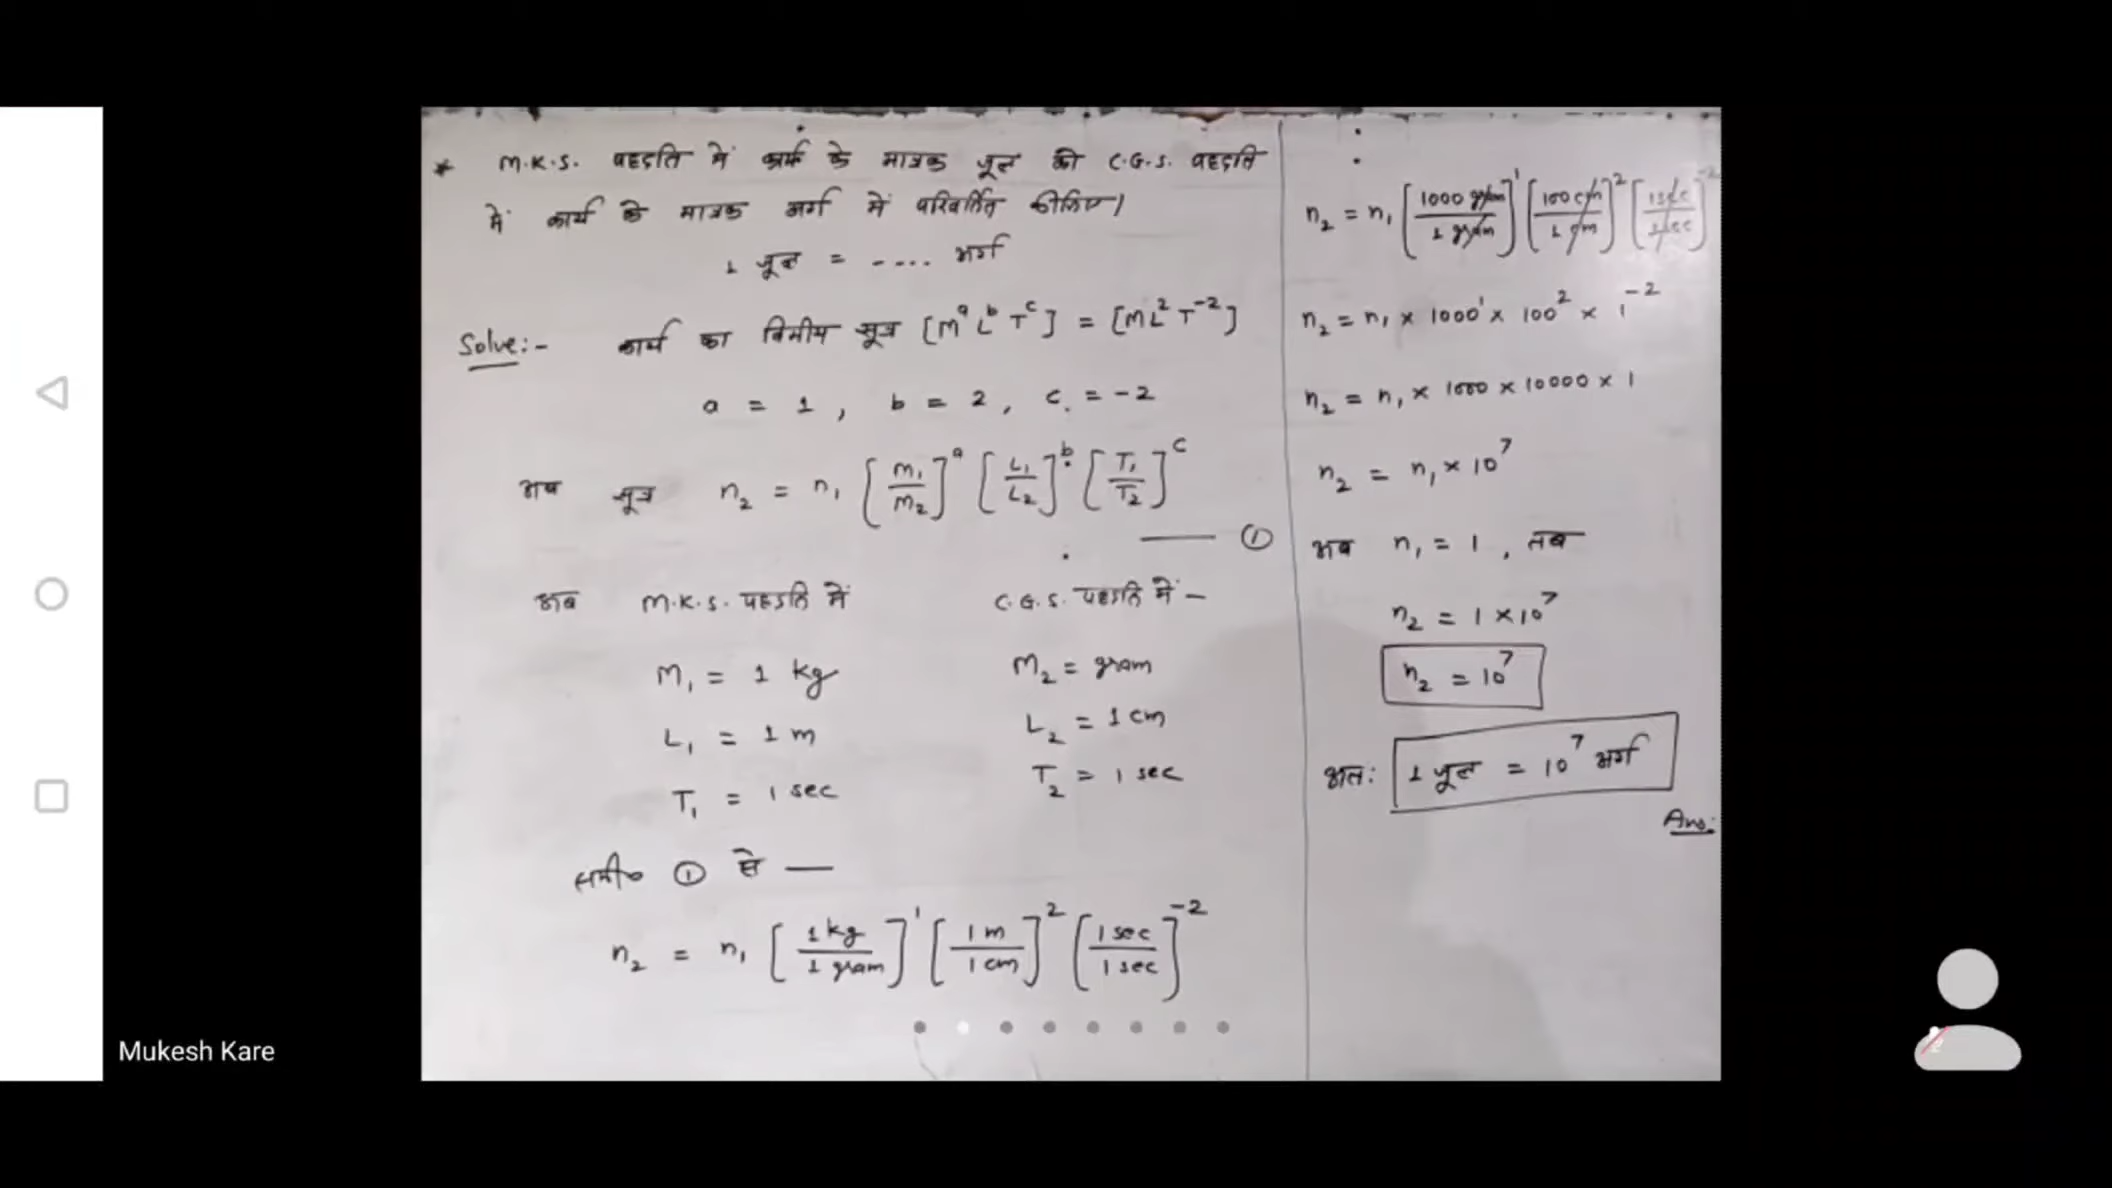 * M.K.S. पद्धति में कार्य के मात्रक जूल को C.G.S. पद्धति
में कार्य के मात्रक अर्ग में परिवर्तित कीजिए।
1 जूल = - . . . . अर्ग
Solve:- कार्य का विमीय सूत्र [M^a L^b T^c] = [ML^2 T^-2]
a = 1, b = 2, c = -2
अब सूत्र n₂ = n₁ [M₁/M₂]^a [L₁/L₂]^b [T₁/T₂]^c
—— ①
अब M.K.S. पद्धति में C.G.S. पद्धति में -
M₁ = 1 kg M₂ = gram
L₁ = 1 m L₂ = 1 cm
T₁ = 1 sec T₂ = 1 sec
समी० ① से —
n₂ = n₁ [1 kg/1 gram]^1 [1 m/1 cm]^2 [1 sec/1 sec]^-2
n₂ = n₁ [1000 gram/1 gram]^1 [100 cm/1 cm]^2 [1 sec/1 sec]^-2
n₂ = n₁ × 1000^1 × 100^2 × 1^-2
n₂ = n₁ × 1000 × 10000 × 1
n₂ = n₁ × 10^7
अब n₁ = 1, तब
n₂ = 1 × 10^7
n₂ = 10^7
अतः 1 जूल = 10^7 अर्ग
Ans.
Mukesh Kare